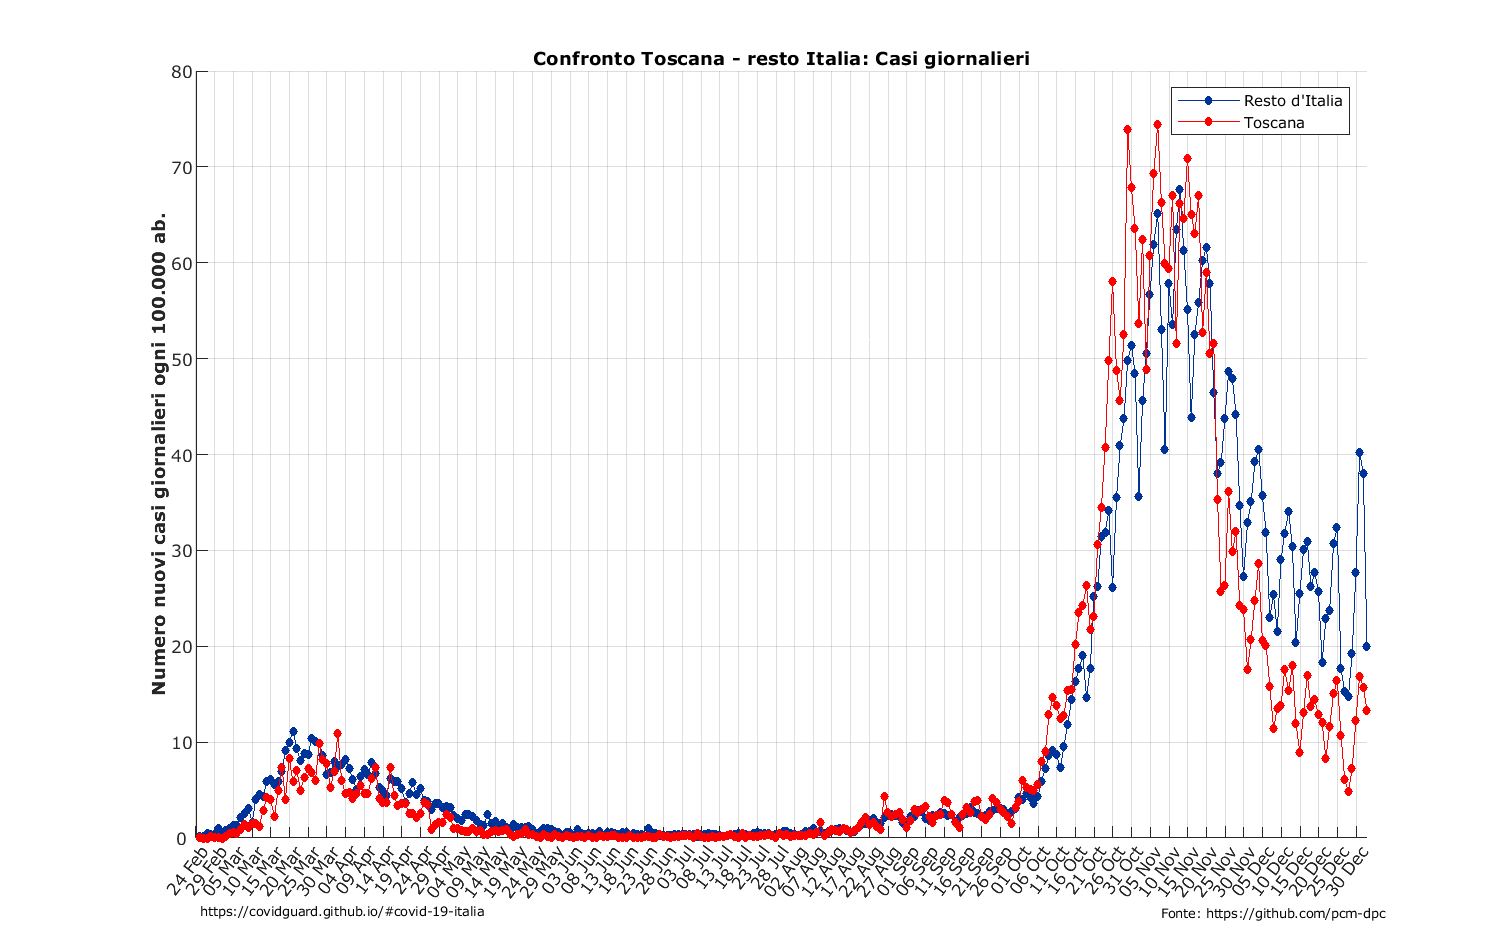 Confronto Toscana - resto Italia: Casi giornalieri
Resto d'Italia
Toscana
Numero nuovi casi giornalieri ogni 100.000 ab.
80
70
60
50
40
30
20
10
0
24 Feb
29 Feb
05 Mar
10 Mar
15 Mar
20 Mar
25 Mar
30 Mar
04 Apr
09 Apr
14 Apr
19 Apr
24 Apr
29 Apr
04 May
09 May
14 May
19 May
24 May
29 May
03 Jun
08 Jun
13 Jun
18 Jun
23 Jun
28 Jun
03 Jul
08 Jul
13 Jul
18 Jul
23 Jul
28 Jul
02 Aug
07 Aug
12 Aug
17 Aug
22 Aug
27 Aug
01 Sep
06 Sep
11 Sep
16 Sep
21 Sep
26 Sep
01 Oct
06 Oct
11 Oct
16 Oct
21 Oct
26 Oct
31 Oct
05 Nov
10 Nov
15 Nov
20 Nov
25 Nov
30 Nov
05 Dec
10 Dec
15 Dec
20 Dec
25 Dec
30 Dec
https://covidguard.github.io/#covid-19-italia
Fonte: https://github.com/pcm-dpc